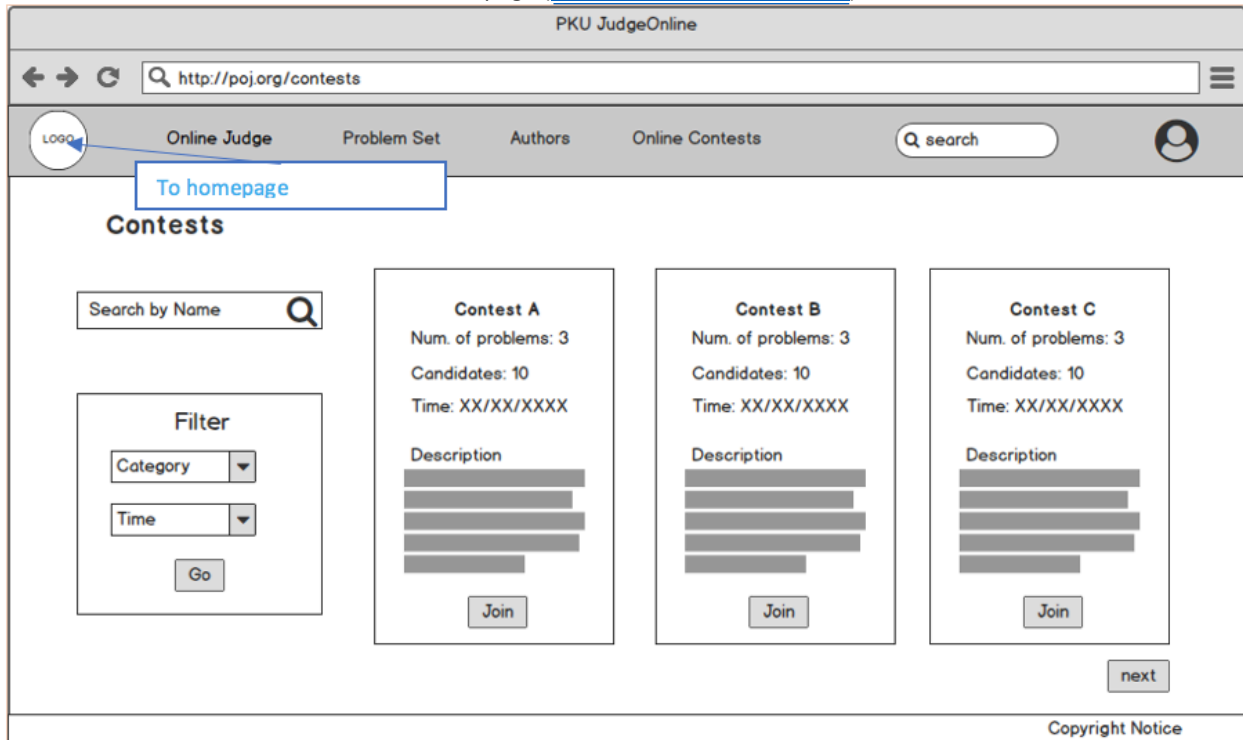 PKU JudgeOnline
http://poj.org/contests
LOGO
Online Judge
Problem Set
Authors
Online Contests
search
To homepage
Contests
Search by Name
Filter
Category
Time
Go
Contest A
Num. of problems: 3
Candidates: 10
Time: XX/XX/XXXX
Description
Join
Contest B
Num. of problems: 3
Candidates: 10
Time: XX/XX/XXXX
Description
Join
Contest C
Num. of problems: 3
Candidates: 10
Time: XX/XX/XXXX
Description
Join
next
Copyright Notice